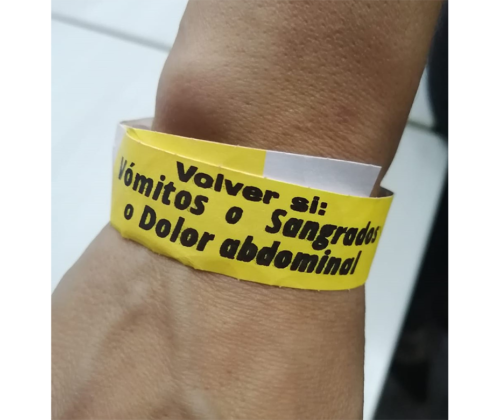 Volver si:
Vómitos o Sangrados
o Dolor abdominal